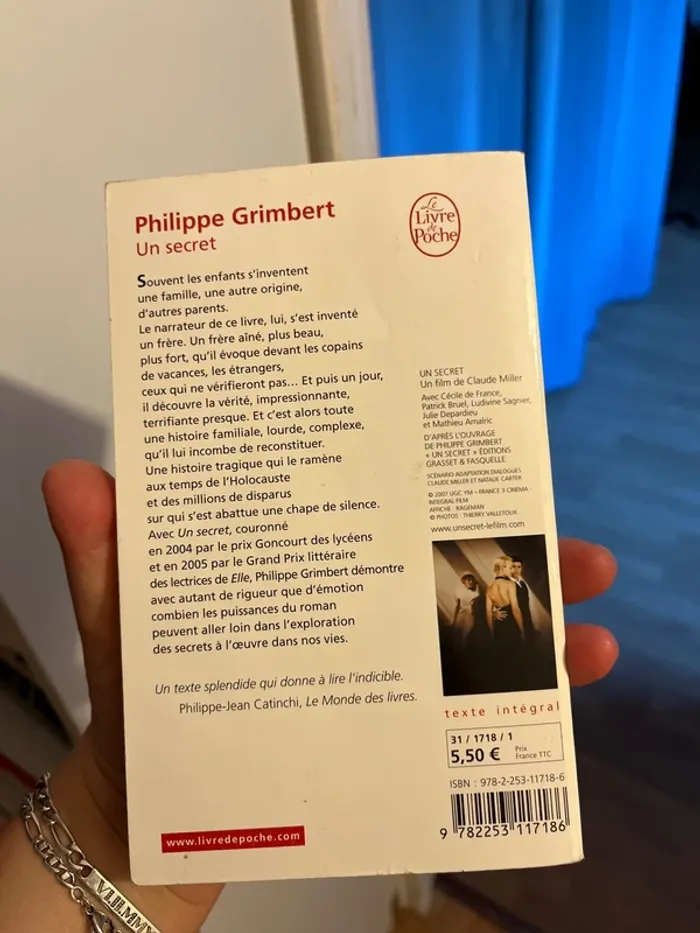 Philippe Grimbert
Un secret
Le
Livre
de
Poche
Souvent les enfants s'inventent
une famille, une autre origine,
d'autres parents.
Le narrateur de ce livre, lui, s'est inventé
un frère. Un frère aîné, plus beau,
plus fort, qu'il évoque devant les copains
de vacances, les étrangers,
ceux qui ne vérifieront pas... Et puis un jour,
il découvre la vérité, impressionnante,
terrifiante presque. Et c'est alors toute
une histoire familiale, lourde, complexe,
qu'il lui incombe de reconstituer.
Une histoire tragique qui le ramène
aux temps de l'Holocauste
et des millions de disparus
sur qui s'est abattue une chape de silence.
Avec Un secret, couronné
en 2004 par le prix Goncourt des lycéens
et en 2005 par le Grand Prix littéraire
des lectrices de Elle, Philippe Grimbert démontre
avec autant de rigueur que d'émotion
combien les puissances du roman
peuvent aller loin dans l'exploration
des secrets à l'œuvre dans nos vies.
Un texte splendide qui donne à lire l'indicible.
Philippe-Jean Catinchi, Le Monde des livres.
UN SECRET
Un film de Claude Miller
Avec Cécile de France,
Patrick Bruel, Ludivine Sagnier,
Julie Depardieu
et Mathieu Amalric
D'APRÈS L'OUVRAGE
DE PHILIPPE GRIMBERT
« UN SECRET » ÉDITIONS
GRASSET & FASQUELLE
SCÉNARIO ADAPTATION DIALOGUES
CLAUDE MILLER ET NATALIE CARTER
© 2007 UGC YM – FRANCE 3 CINÉMA -
INTEGRAL FILM
AFFICHE : RAGEMAN
© PHOTOS : THIERRY VALLETOUX
www.unsecret-lefilm.com
texte intégral
31 / 1718 / 1
5,50 € Prix
France TTC
ISBN : 978-2-253-11718-6
9 782253 117186
www.livredepoche.com